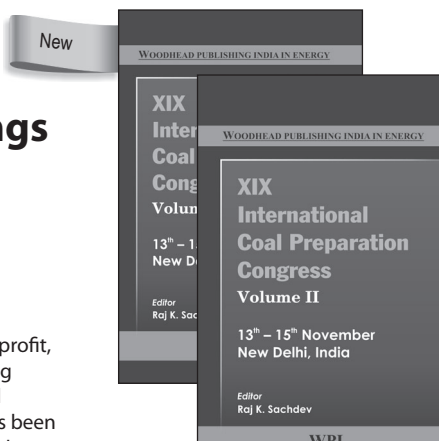 New
ngs
profit,
ng
s been
WOODHEAD PUBLISHING INDIA IN ENERGY
XIX
Inter
Coal
Cong
Volum
13th – 1
New De
Editor
Raj K. Sac
WOODHEAD PUBLISHING INDIA IN ENERGY
XIX
International
Coal Preparation
Congress
Volume II
13th – 15th November
New Delhi, India
Editor
Raj K. Sachdev
WPI